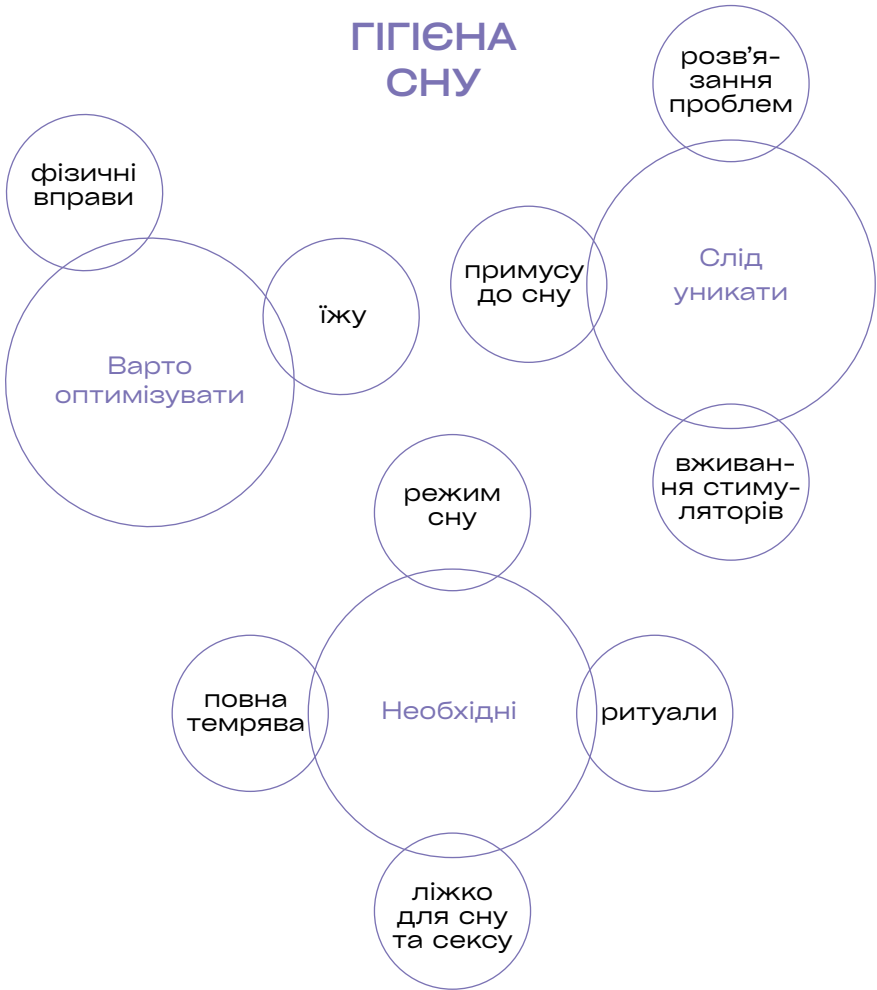 ГІГІЄНА
СНУ
фізичні
вправи
їжу
Варто
оптимізувати
розв’я-
зання
проблем
примусу
до сну
Слід
уникати
вживан-
ня стиму-
ляторів
режим
сну
повна
темрява
Необхідні
ритуали
ліжко
для сну
та сексу